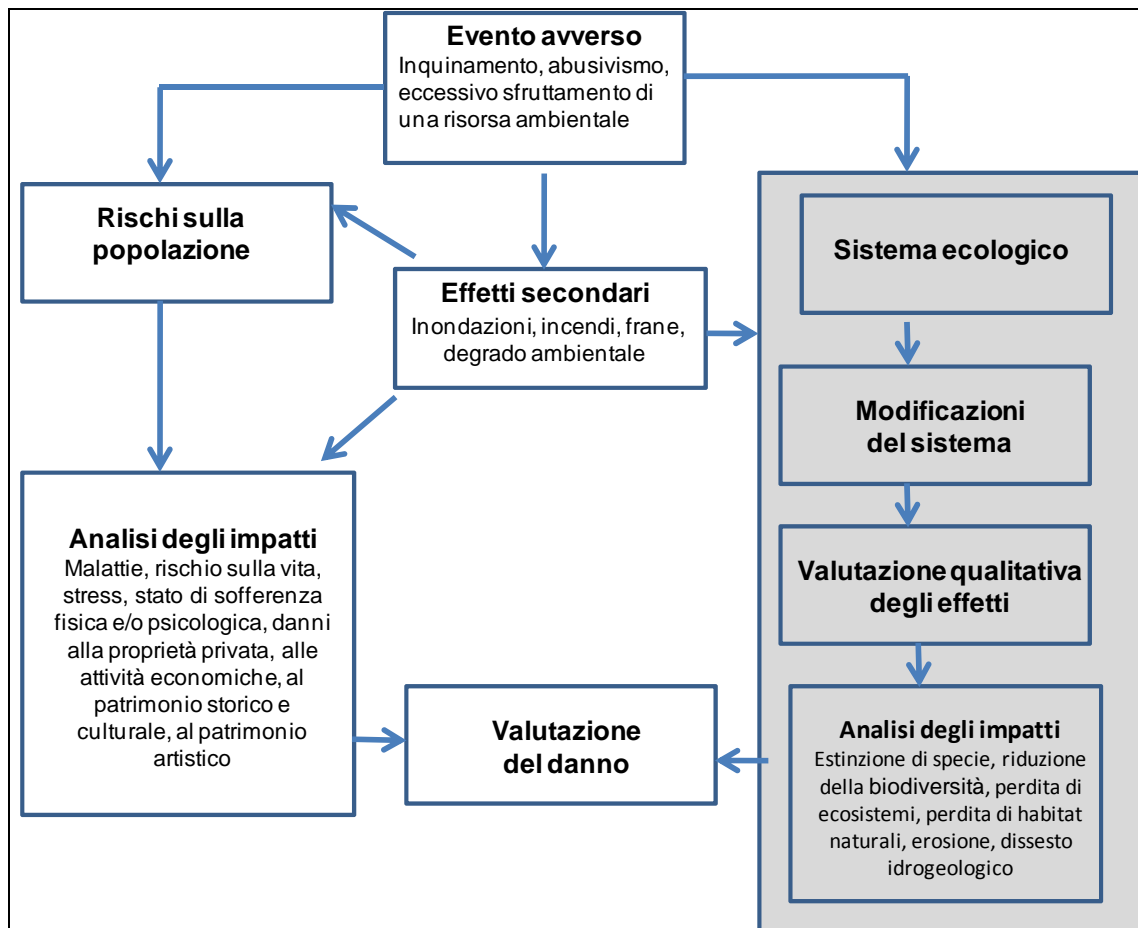 Evento avverso
Inquinamento, abusivismo,
eccessivo sfruttamento di
una risorsa ambientale
Rischi sulla
popolazione
Sistema ecologico
Effetti secondari
Inondazioni, incendi, frane,
degrado ambientale
Modificazioni
del sistema
Analisi degli impatti
Malattie, rischio sulla vita,
stress, stato di sofferenza
fisica e/o psicologica, danni
alla proprietà privata, alle
attività economiche, al
patrimonio storico e
culturale, al patrimonio
artistico
Valutazione qualitativa
degli effetti
Valutazione
del danno
Analisi degli impatti
Estinzione di specie, riduzione
della biodiversità, perdita di
ecosistemi, perdita di habitat
naturali, erosione, dissesto
idrogeologico